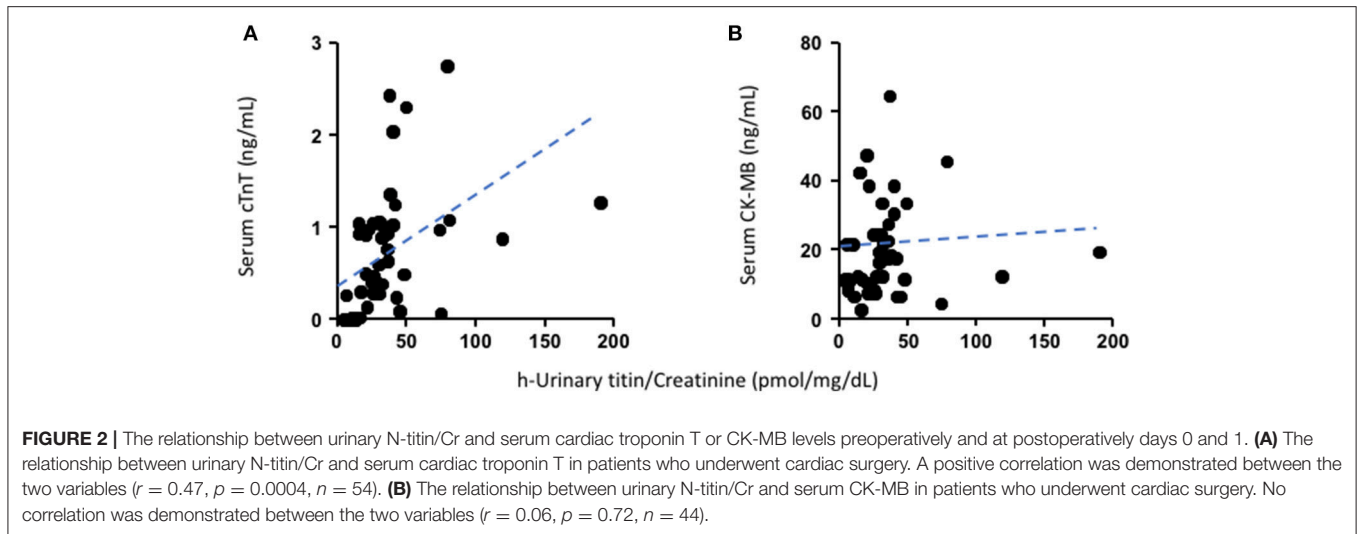 A
B
Serum cTnT (ng/mL)
3
2
1
0
0 50 100 150 200
Serum CK-MB (ng/mL)
80
60
40
20
0
0 50 100 150 200
h-Urinary titin/Creatinine (pmol/mg/dL)
FIGURE 2 | The relationship between urinary N-titin/Cr and serum cardiac troponin T or CK-MB levels preoperatively and at postoperatively days 0 and 1. (A) The
relationship between urinary N-titin/Cr and serum cardiac troponin T in patients who underwent cardiac surgery. A positive correlation was demonstrated between the
two variables (r = 0.47, p = 0.0004, n = 54). (B) The relationship between urinary N-titin/Cr and serum CK-MB in patients who underwent cardiac surgery. No
correlation was demonstrated between the two variables (r = 0.06, p = 0.72, n = 44).